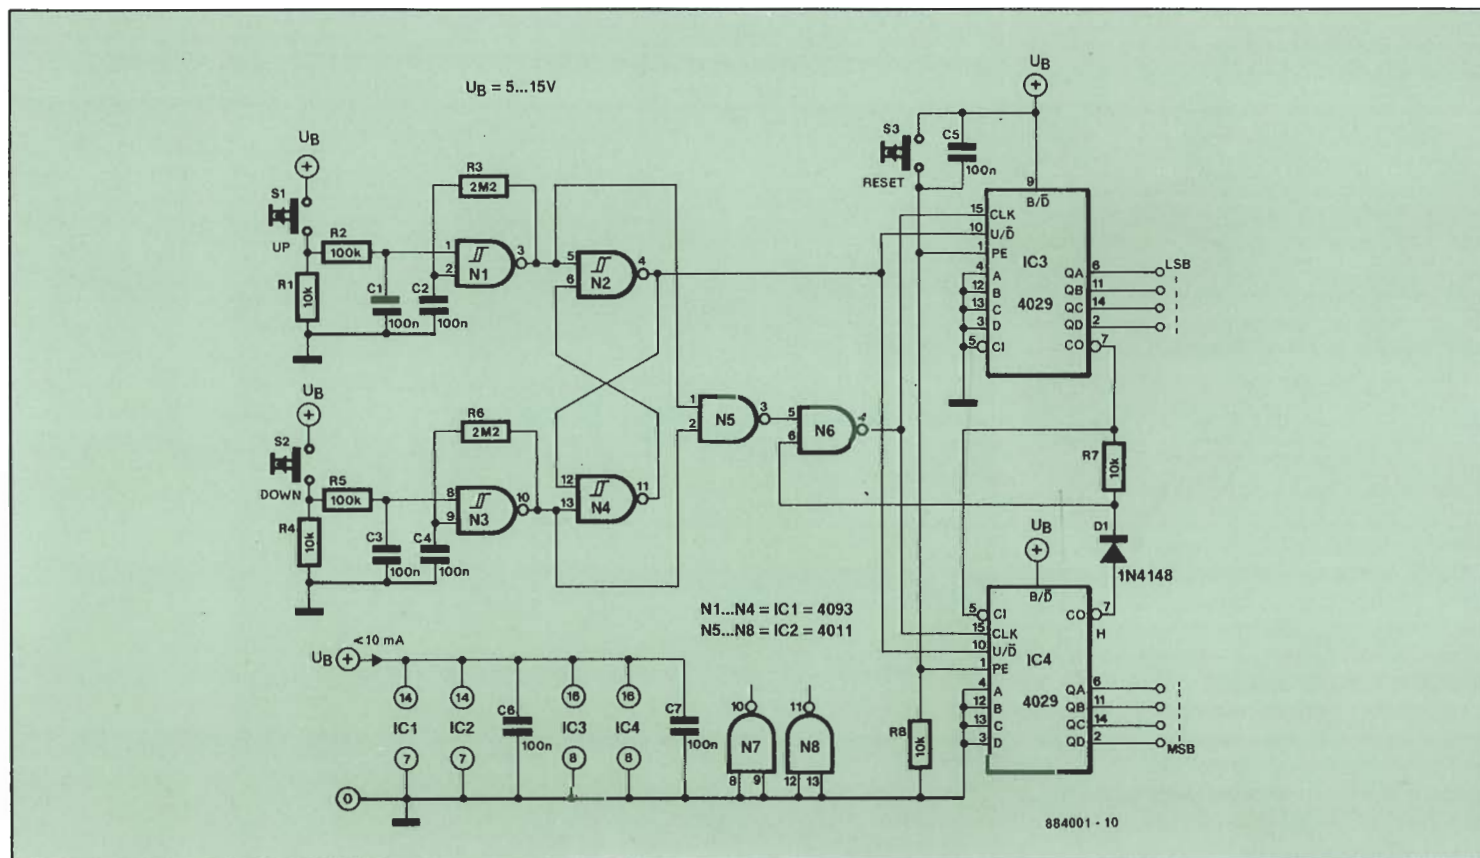 U_B = 5...15V
U_B
S1
UP
R1
10k
R2
100k
C1
100n
C2
100n
R3
2M2
1
2
N1
3
5
6
N2
4
U_B
S2
DOWN
R4
10k
R5
100k
C3
100n
C4
100n
R6
2M2
8
9
N3
10
12
13
N4
11
1
2
N5
3
5
6
N6
4
U_B
S3
RESET
C5
100n
9
B/D̅
15 CLK
10 U/D̅
1 PE
4 A
12 B
13 C
3 D
5 CI
IC3
4029
QA 6 LSB
QB 11
QC 14
QD 2
CO 7
R7
10k
D1
1N4148
U_B
B/D̅
5 CI
15 CLK
10 U/D̅
1 PE
4 A
12 B
13 C
3 D
IC4
4029
CO 7
H
QA 6
QB 11
QC 14
QD 2
MSB
R8
10k
N1...N4 = IC1 = 4093
N5...N8 = IC2 = 4011
<10 mA
U_B
14
IC1
7
14
IC2
7
C6
100n
16
IC3
8
16
IC4
8
C7
100n
10
N7
8 9
11
N8
12 13
0
884001 - 10